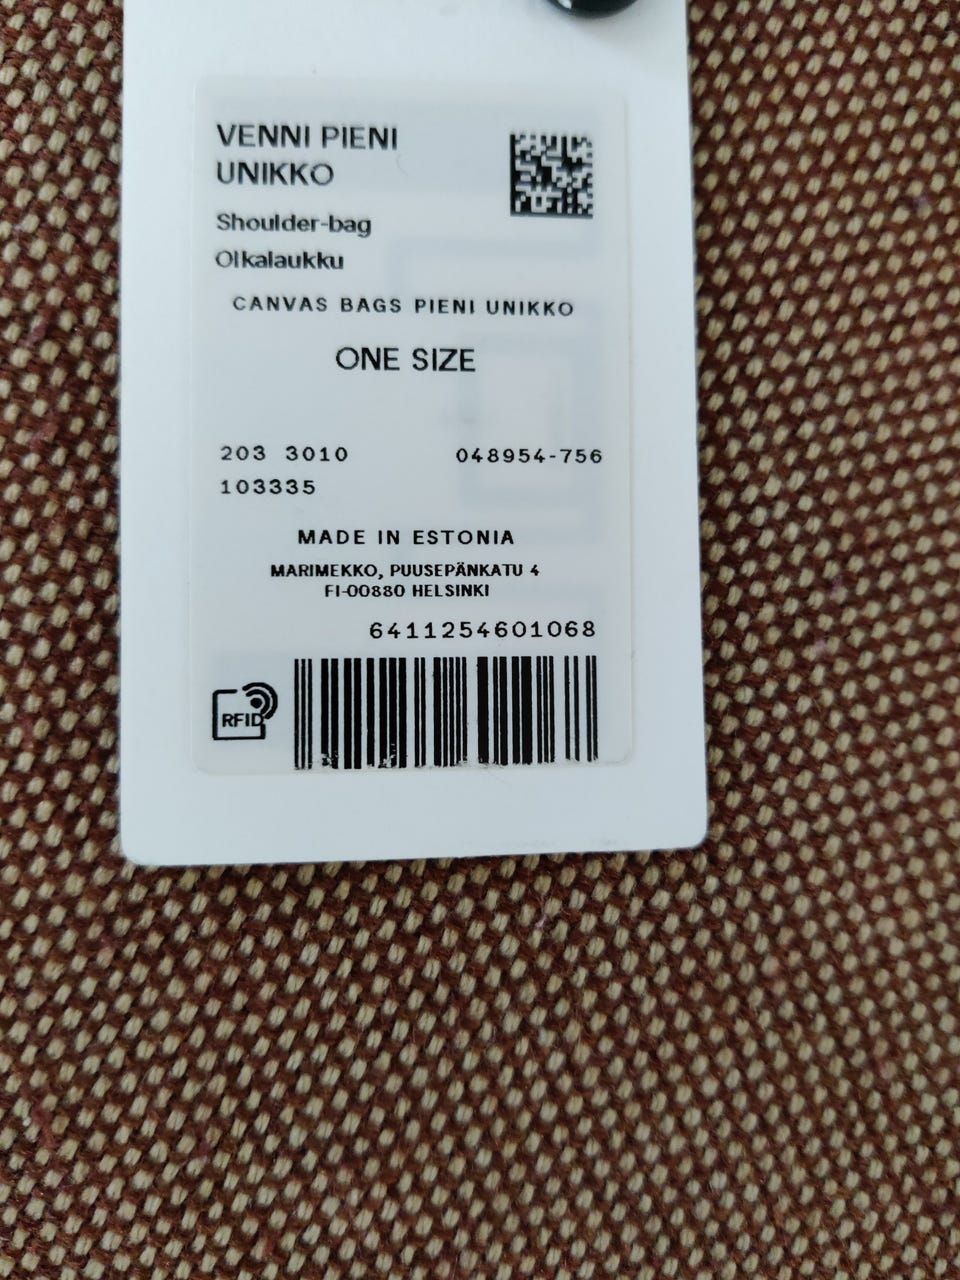 VENNI PIENI
UNIKKO
Shoulder-bag
Olkalaukku
CANVAS BAGS PIENI UNIKKO
ONE SIZE
203 3010 048954-756
103335
MADE IN ESTONIA
MARIMEKKO, PUUSEPÄNKATU 4
FI-00880 HELSINKI
6411254601068
RFID